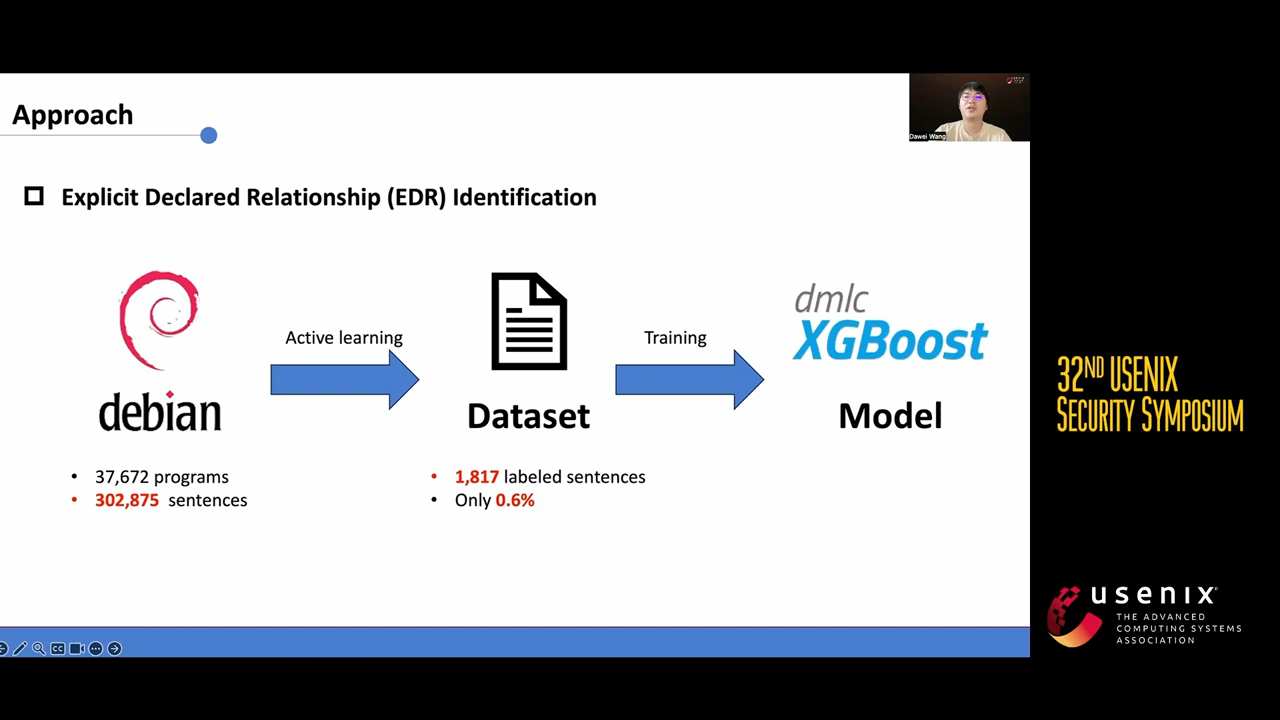 Approach
Dawei Wang
Explicit Declared Relationship (EDR) Identification
debian
Active learning
Training
dmlc
XGBoost
Dataset
Model
• 37,672 programs
• 302,875 sentences
• 1,817 labeled sentences
• Only 0.6%
CC
32ND USENIX
SECURITY SYMPOSIUM
usenix
THE ADVANCED
COMPUTING SYSTEMS
ASSOCIATION